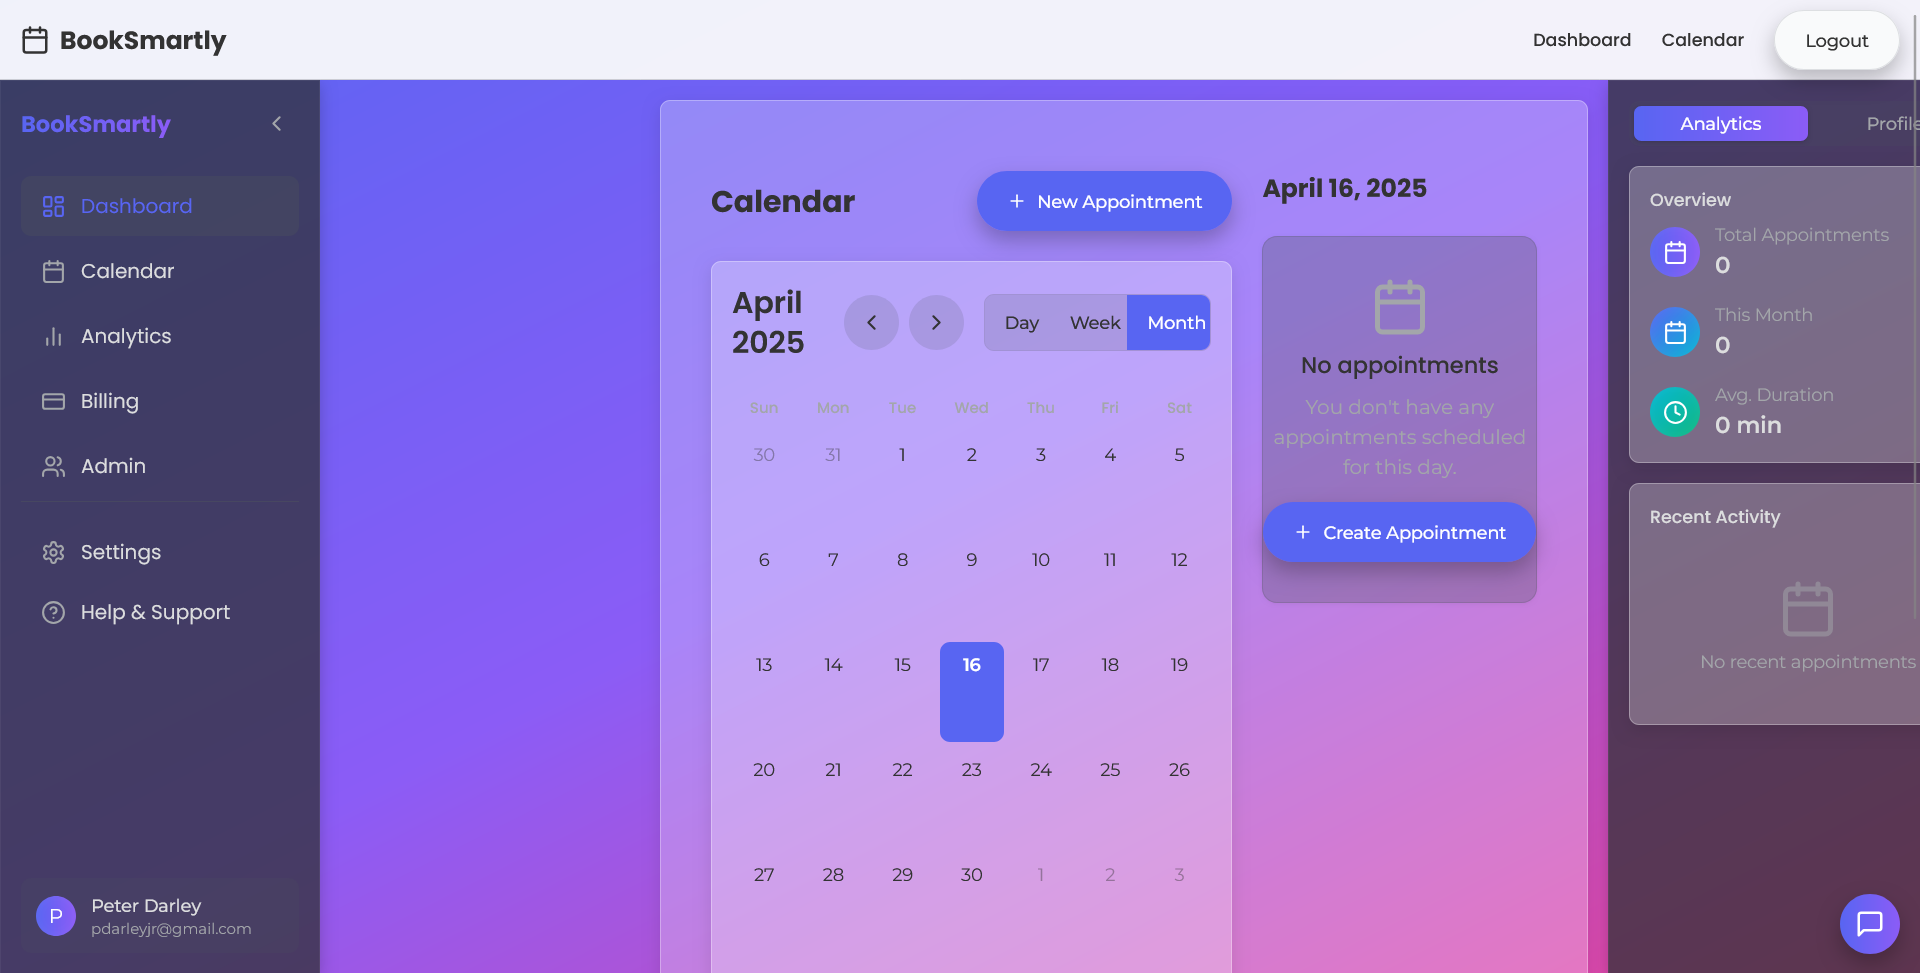 BookSmartly
Dashboard
Calendar
Logout
BookSmartly
Dashboard
Calendar
Analytics
Billing
Admin
Settings
Help & Support
P
Peter Darley
pdarleyjr@gmail.com
Calendar
New Appointment
April
2025
Day Week Month
Sun Mon Tue Wed Thu Fri Sat
30 31 1 2 3 4 5
6 7 8 9 10 11 12
13 14 15 16 17 18 19
20 21 22 23 24 25 26
27 28 29 30 1 2 3
April 16, 2025
No appointments
You don't have any
appointments scheduled
for this day.
Create Appointment
Analytics
Profile
Overview
Total Appointments
0
This Month
0
Avg. Duration
0 min
Recent Activity
No recent appointments